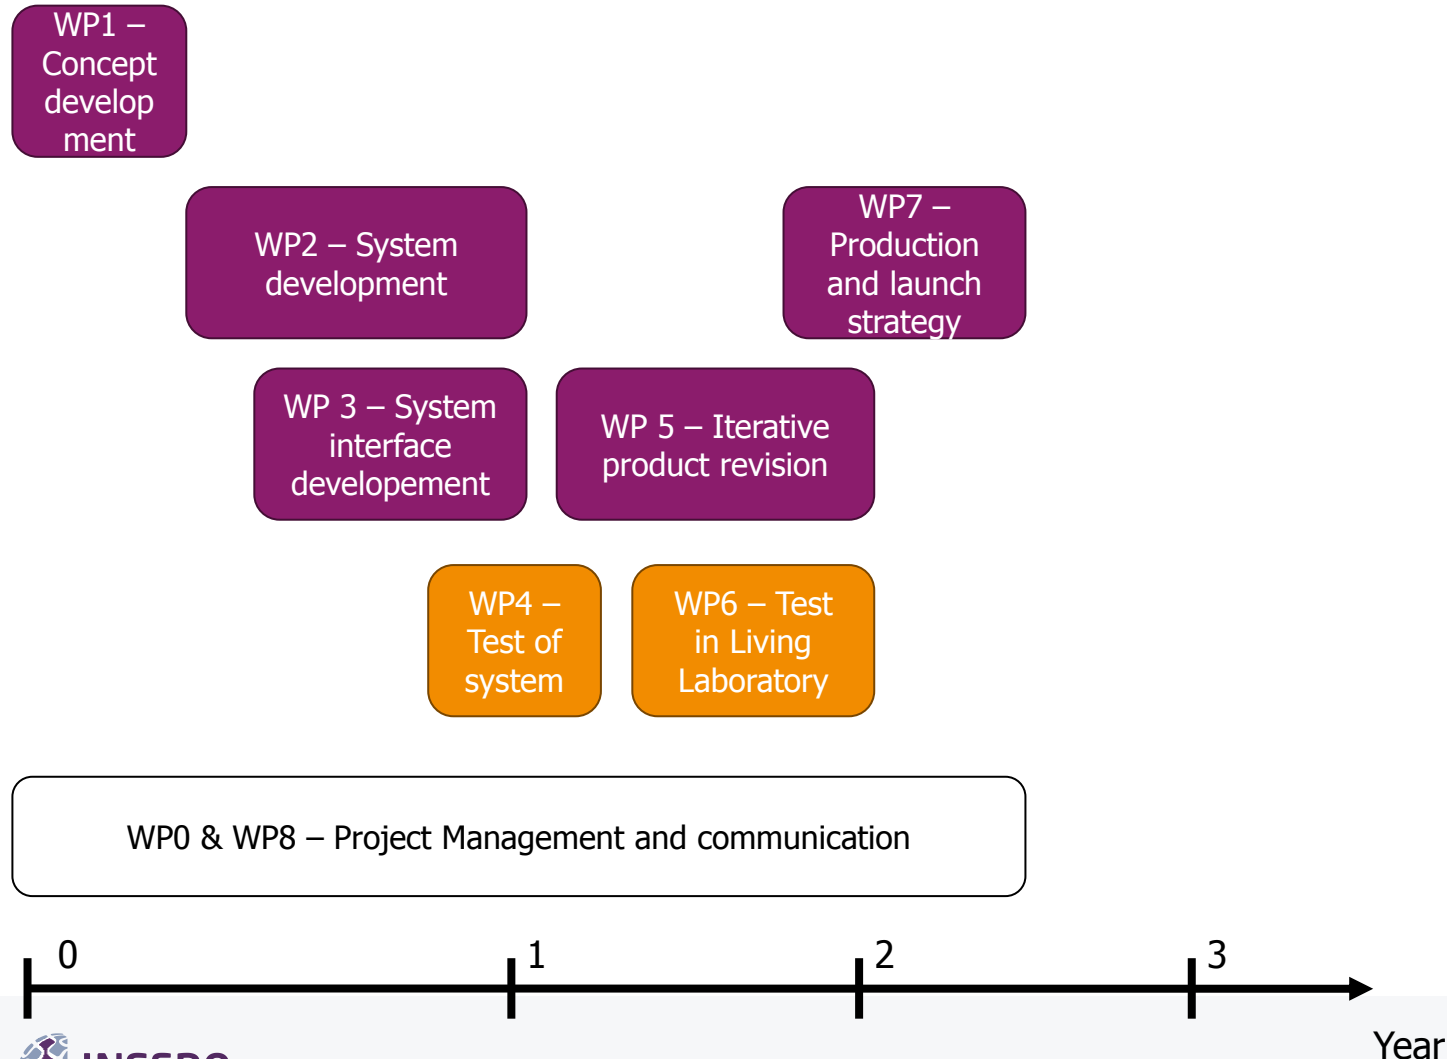 WP1 –
Concept
develop
ment
WP2 – System
development
WP7 –
Production
and launch
strategy
WP 3 – System
interface
developement
WP 5 – Iterative
product revision
WP4 –
Test of
system
WP6 – Test
in Living
Laboratory
WP0 & WP8 – Project Management and communication
0
1
2
3
Year